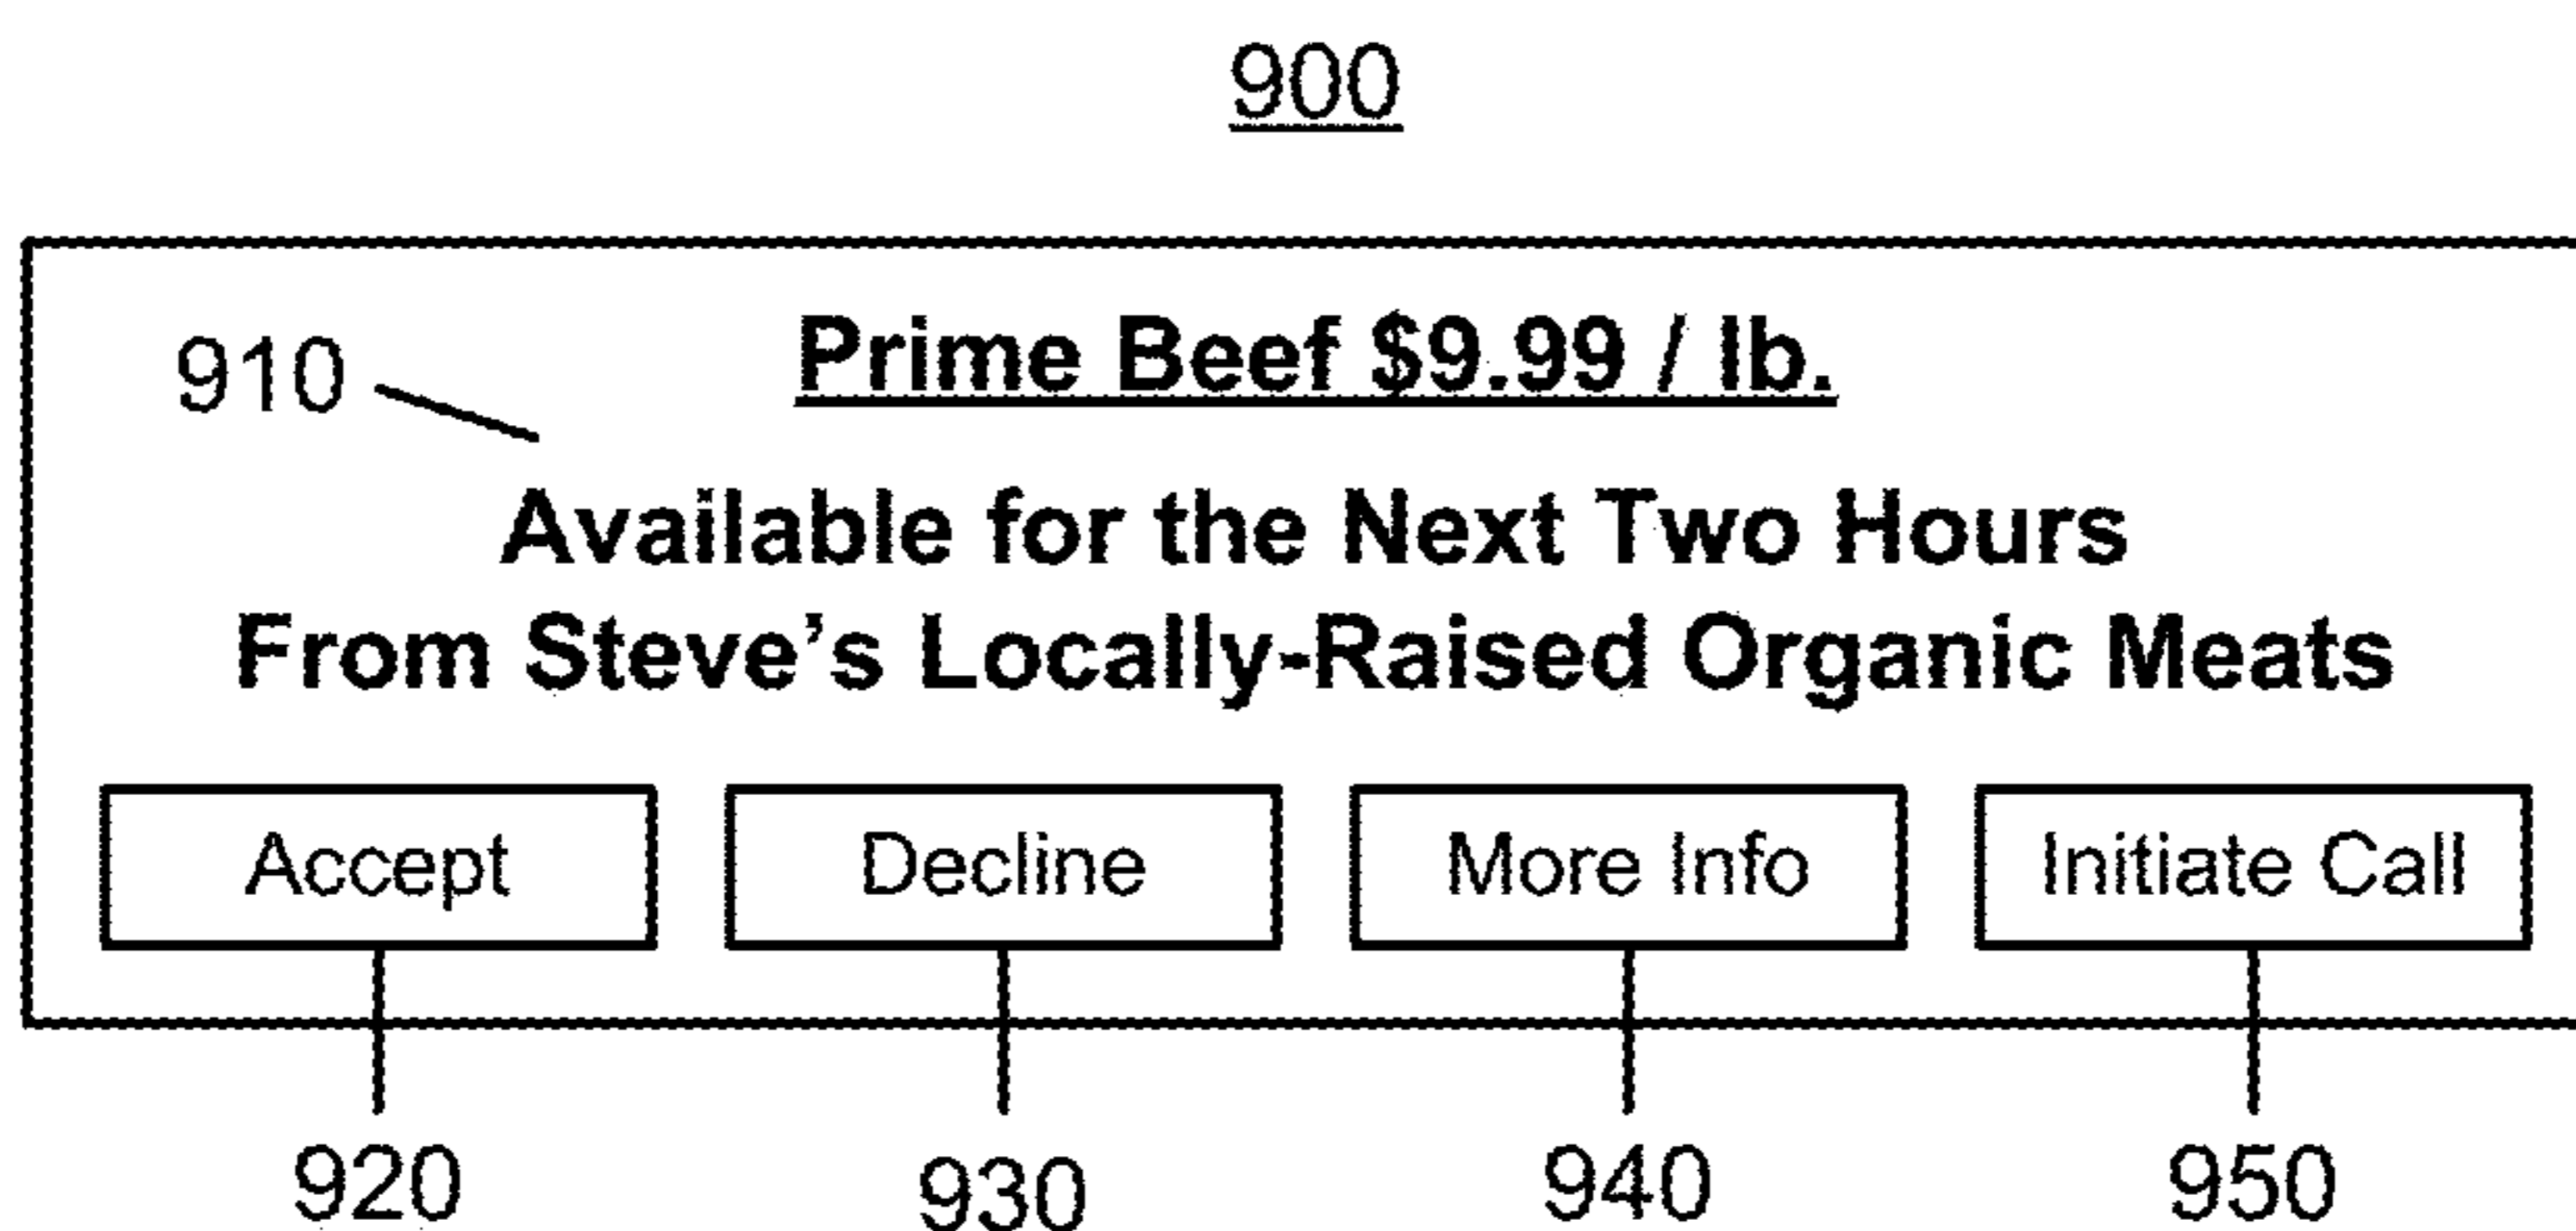 900
910 Prime Beef $9.99 / lb.
Available for the Next Two Hours
From Steve's Locally-Raised Organic Meats
Accept Decline More Info Initiate Call
920 930 940 950